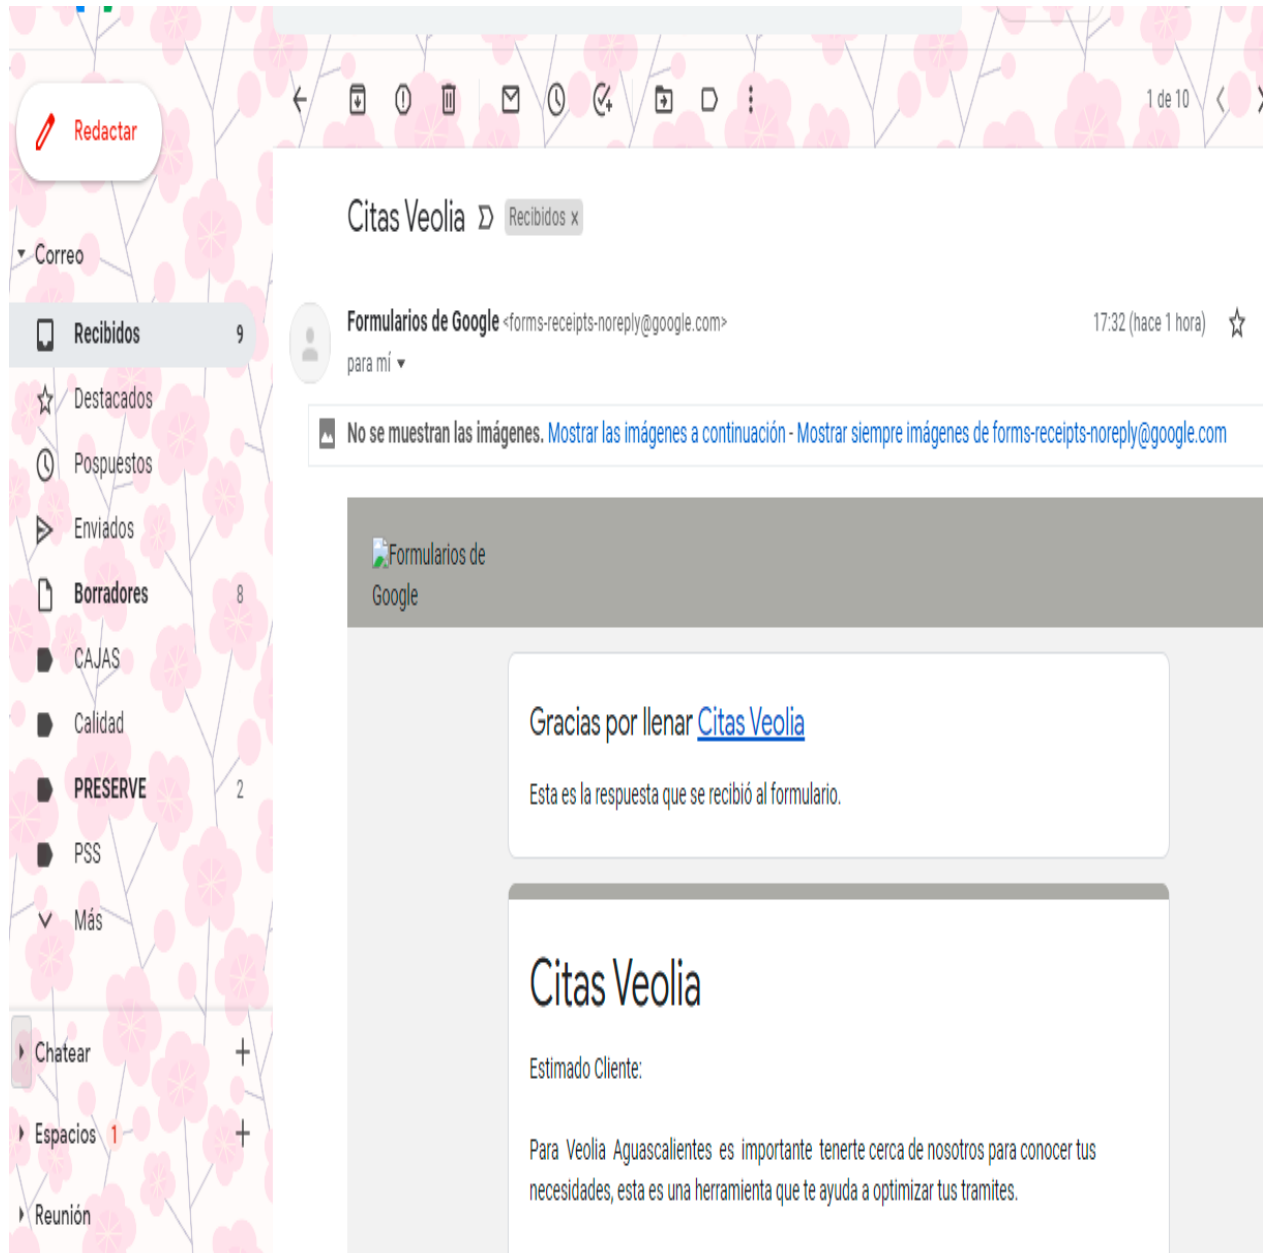 Redactar
1 de 10
Citas Veolia
Recibidos x
Correo
Recibidos 9
Destacados
Pospuestos
Enviados
Borradores 8
CAJAS
Calidad
PRESERVE 2
PSS
Más
Chatear
Espacios 1
Reunión
Formularios de Google <forms-receipts-noreply@google.com>
17:32 (hace 1 hora)
para mí
No se muestran las imágenes. Mostrar las imágenes a continuación - Mostrar siempre imágenes de forms-receipts-noreply@google.com
Formularios de
Google
Gracias por llenar Citas Veolia
Esta es la respuesta que se recibió al formulario.
Citas Veolia
Estimado Cliente:
Para Veolia Aguascalientes es importante tenerte cerca de nosotros para conocer tus
necesidades, esta es una herramienta que te ayuda a optimizar tus tramites.